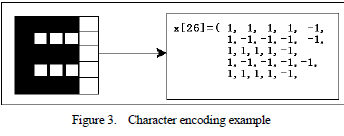 x[26]=( 1, 1, 1, 1, -1,
1. -1. -1. -1. -1.
1, 1, 1, 1, -1,
1. -1. -1. -1. -1.
1, 1, 1, 1, -1,
Figure 3. Character encoding example